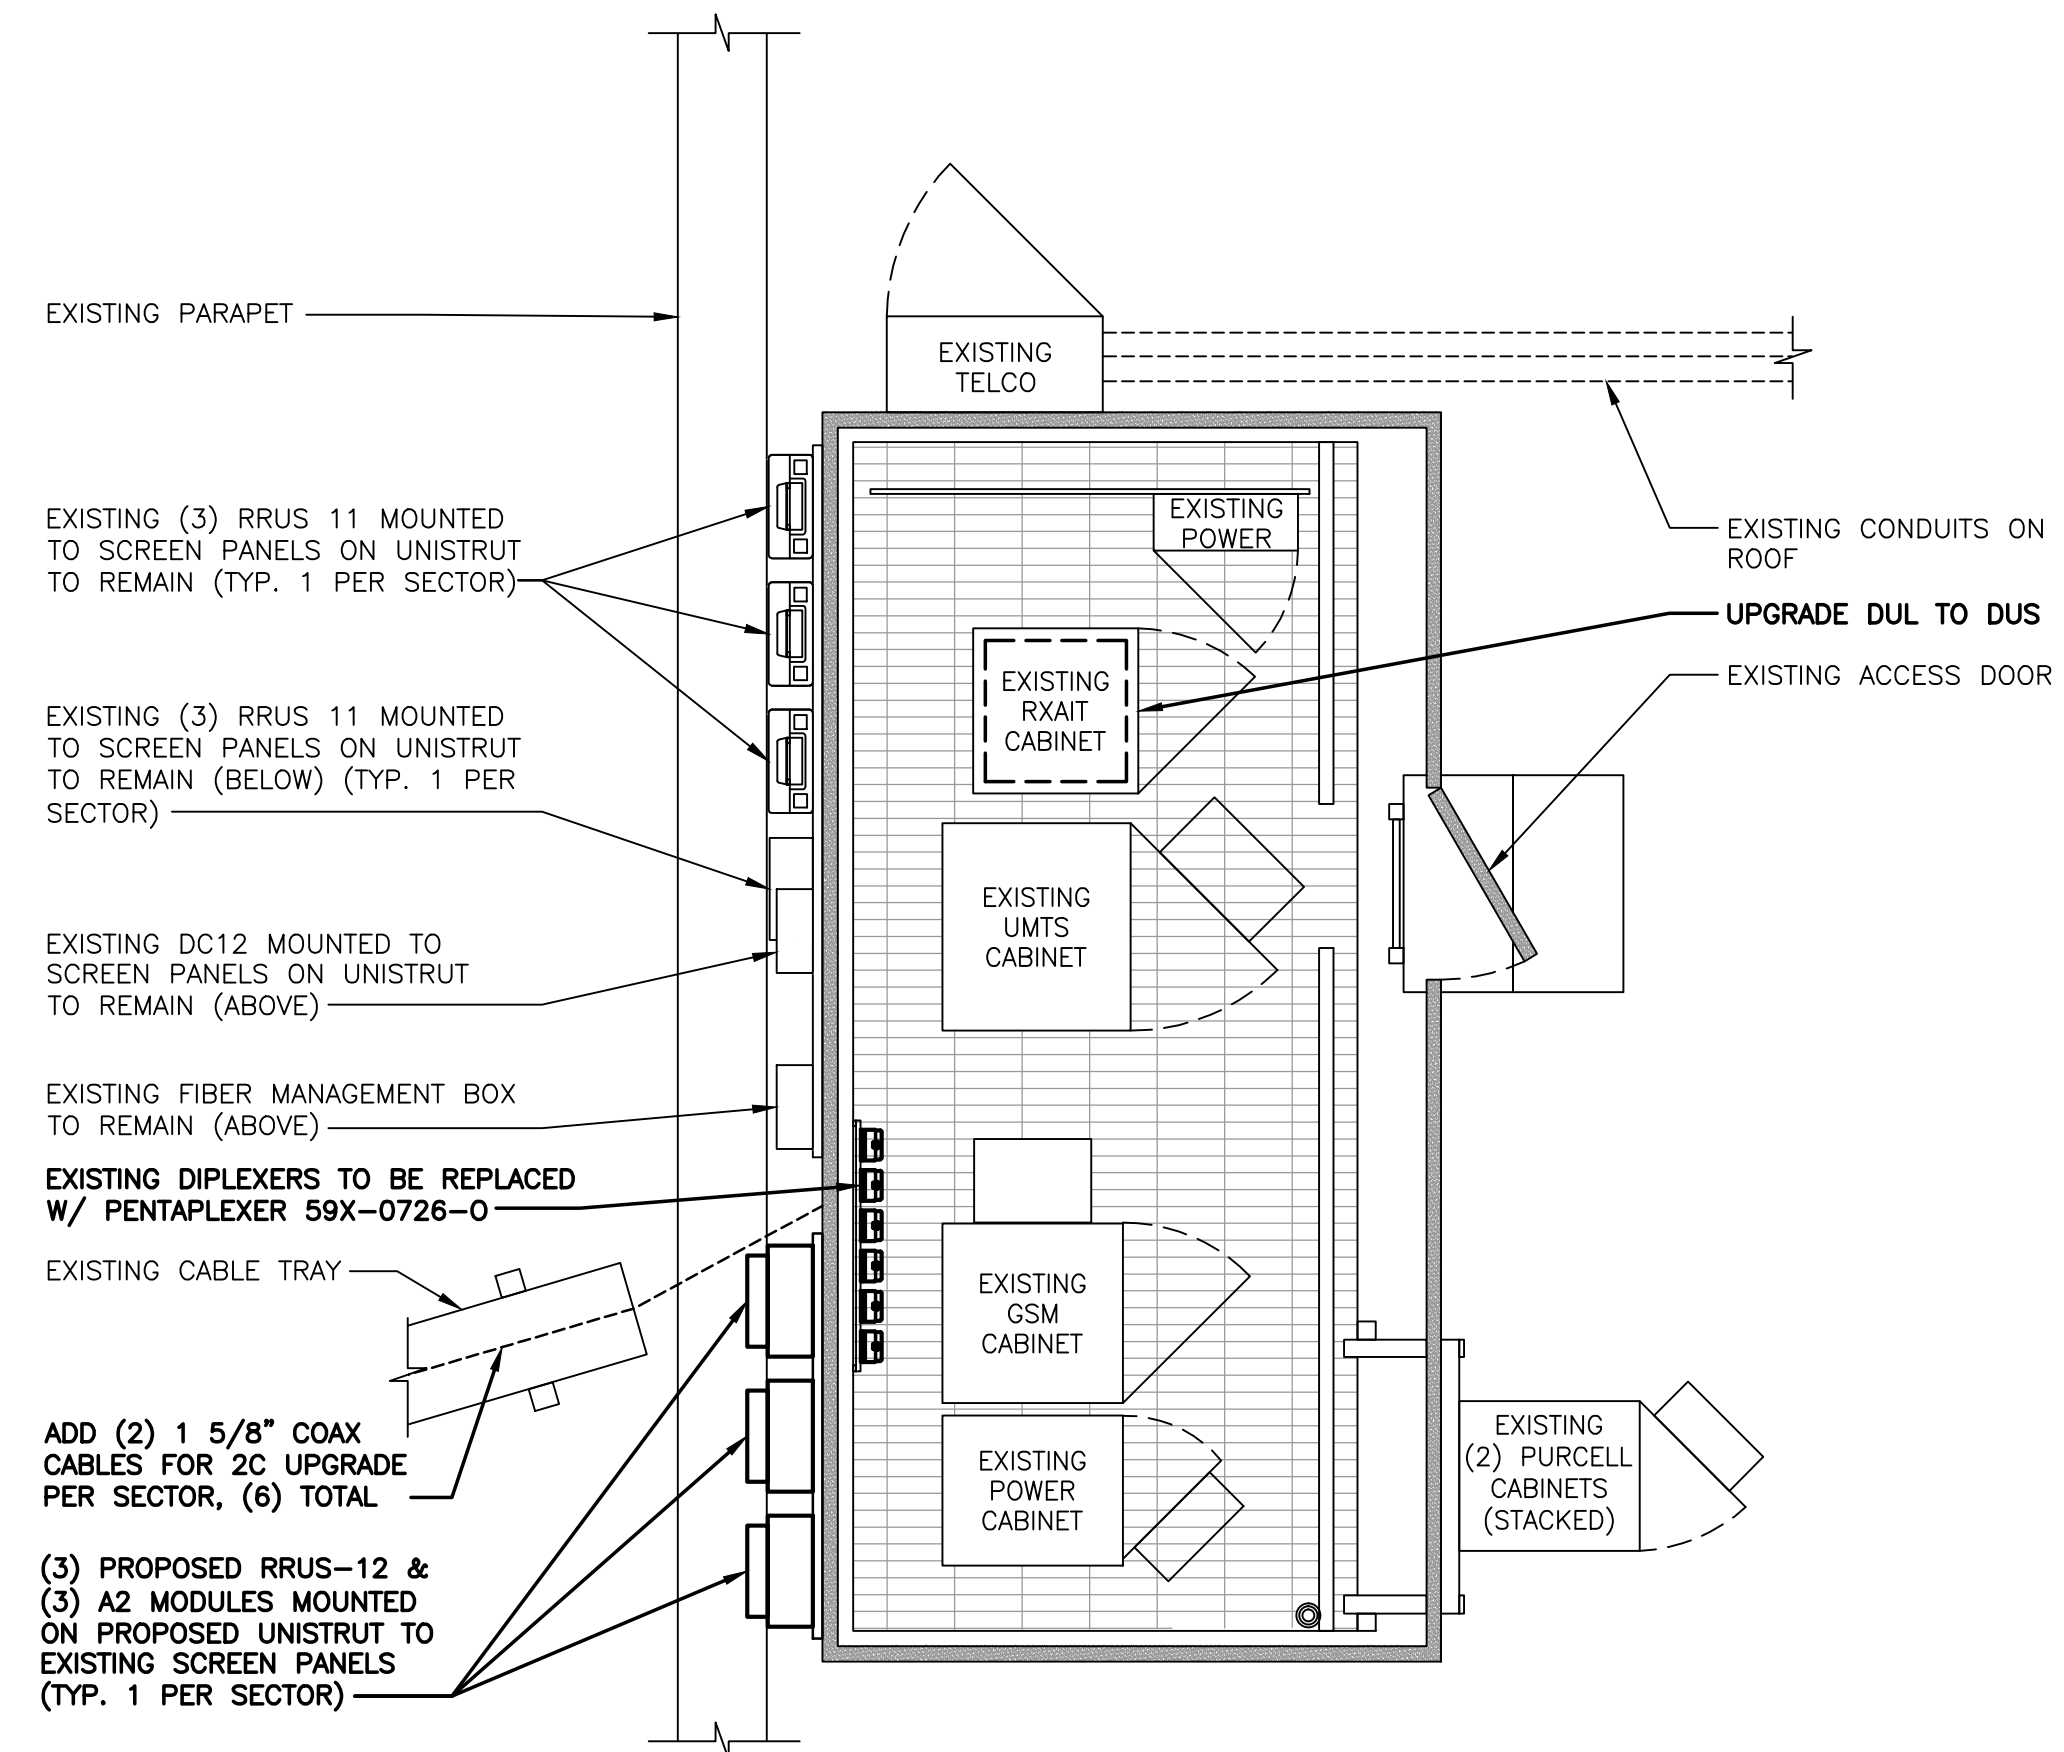 EXISTING PARAPET
EXISTING
TELCO
EXISTING (3) RRUS 11 MOUNTED
TO SCREEN PANELS ON UNISTRUT
TO REMAIN (TYP. 1 PER SECTOR)
EXISTING
POWER
EXISTING CONDUITS ON
ROOF
UPGRADE DUL TO DUS
EXISTING ACCESS DOOR
EXISTING
RXAIT
CABINET
EXISTING (3) RRUS 11 MOUNTED
TO SCREEN PANELS ON UNISTRUT
TO REMAIN (BELOW) (TYP. 1 PER
SECTOR)
EXISTING
UMTS
CABINET
EXISTING DC12 MOUNTED TO
SCREEN PANELS ON UNISTRUT
TO REMAIN (ABOVE)
EXISTING FIBER MANAGEMENT BOX
TO REMAIN (ABOVE)
EXISTING DIPLEXERS TO BE REPLACED
W/ PENTAPLEXER 59X-0726-O
EXISTING CABLE TRAY
EXISTING
GSM
CABINET
ADD (2) 1 5/8" COAX
CABLES FOR 2C UPGRADE
PER SECTOR, (6) TOTAL
EXISTING
POWER
CABINET
EXISTING
(2) PURCELL
CABINETS
(STACKED)
(3) PROPOSED RRUS-12 &
(3) A2 MODULES MOUNTED
ON PROPOSED UNISTRUT TO
EXISTING SCREEN PANELS
(TYP. 1 PER SECTOR)